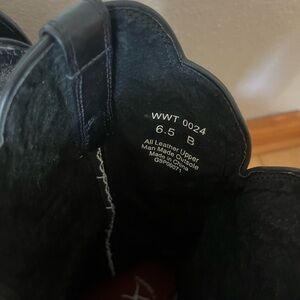 WWT 0024
6.5 B
All Leather Upper
Man Made Outsole
Made in China